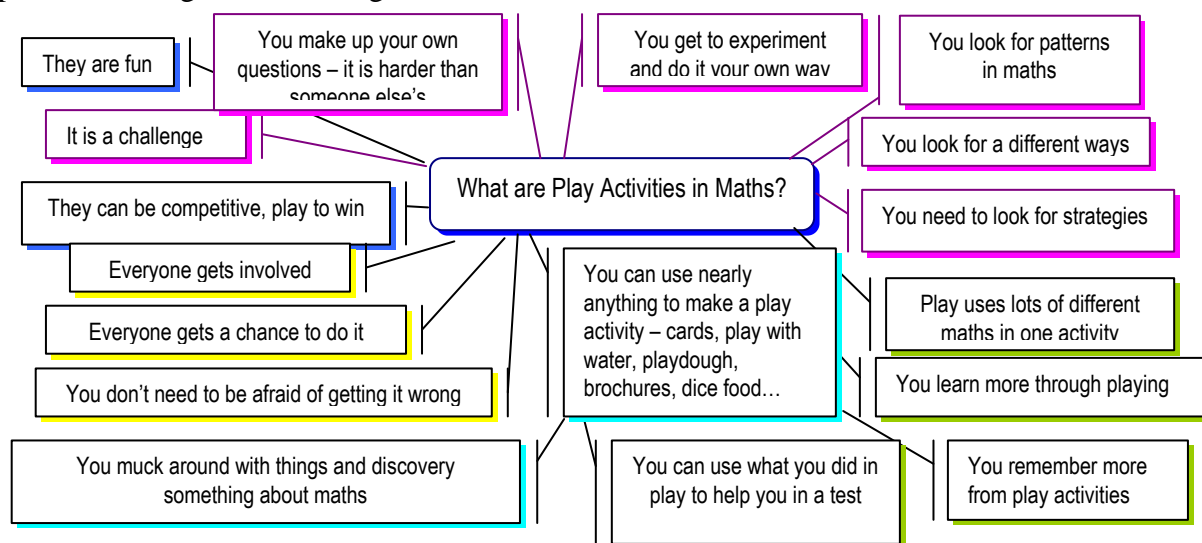 They are fun
You make up your own
questions – it is harder than
someone else's
You get to experiment
and do it your own way
You look for patterns
in maths
It is a challenge
You look for a different ways
What are Play Activities in Maths?
They can be competitive, play to win
You need to look for strategies
Everyone gets involved
You can use nearly
anything to make a play
activity – cards, play with
water, playdough,
brochures, dice food…
Everyone gets a chance to do it
Play uses lots of different
maths in one activity
You don't need to be afraid of getting it wrong
You learn more through playing
You muck around with things and discovery
something about maths
You can use what you did in
play to help you in a test
You remember more
from play activities